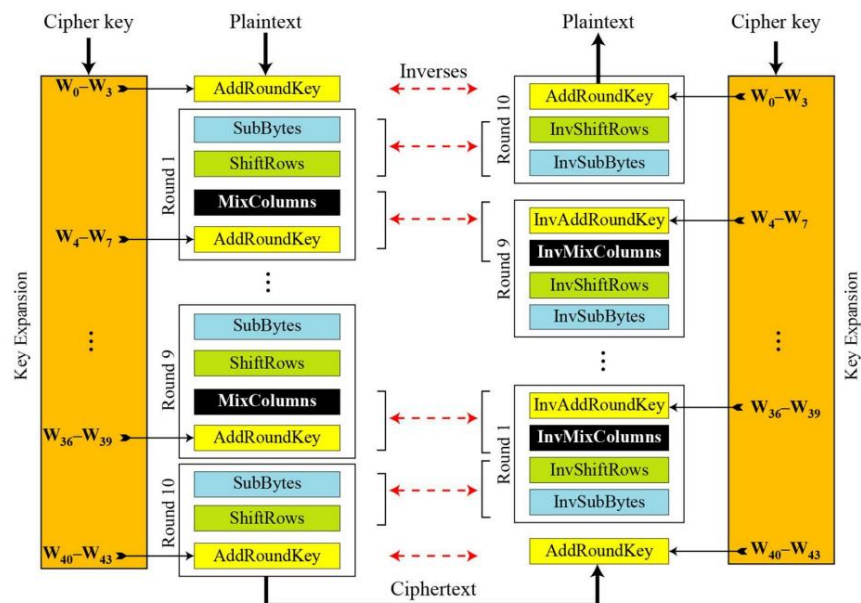 Cipher key
Plaintext
Plaintext
Cipher key
W0–W3
AddRoundKey
Inverses
AddRoundKey
W0–W3
SubBytes
InvShiftRows
ShiftRows
InvSubBytes
Round 1
Round 10
MixColumns
InvAddRoundKey
W4–W7
W4–W7
AddRoundKey
InvMixColumns
Round 9
InvShiftRows
InvSubBytes
Key Expansion
Key Expansion
SubBytes
ShiftRows
Round 9
MixColumns
InvAddRoundKey
W36–W39
W36–W39
AddRoundKey
InvMixColumns
Round 1
InvShiftRows
SubBytes
InvSubBytes
Round 10
ShiftRows
W40–W43
AddRoundKey
AddRoundKey
W40–W43
Ciphertext